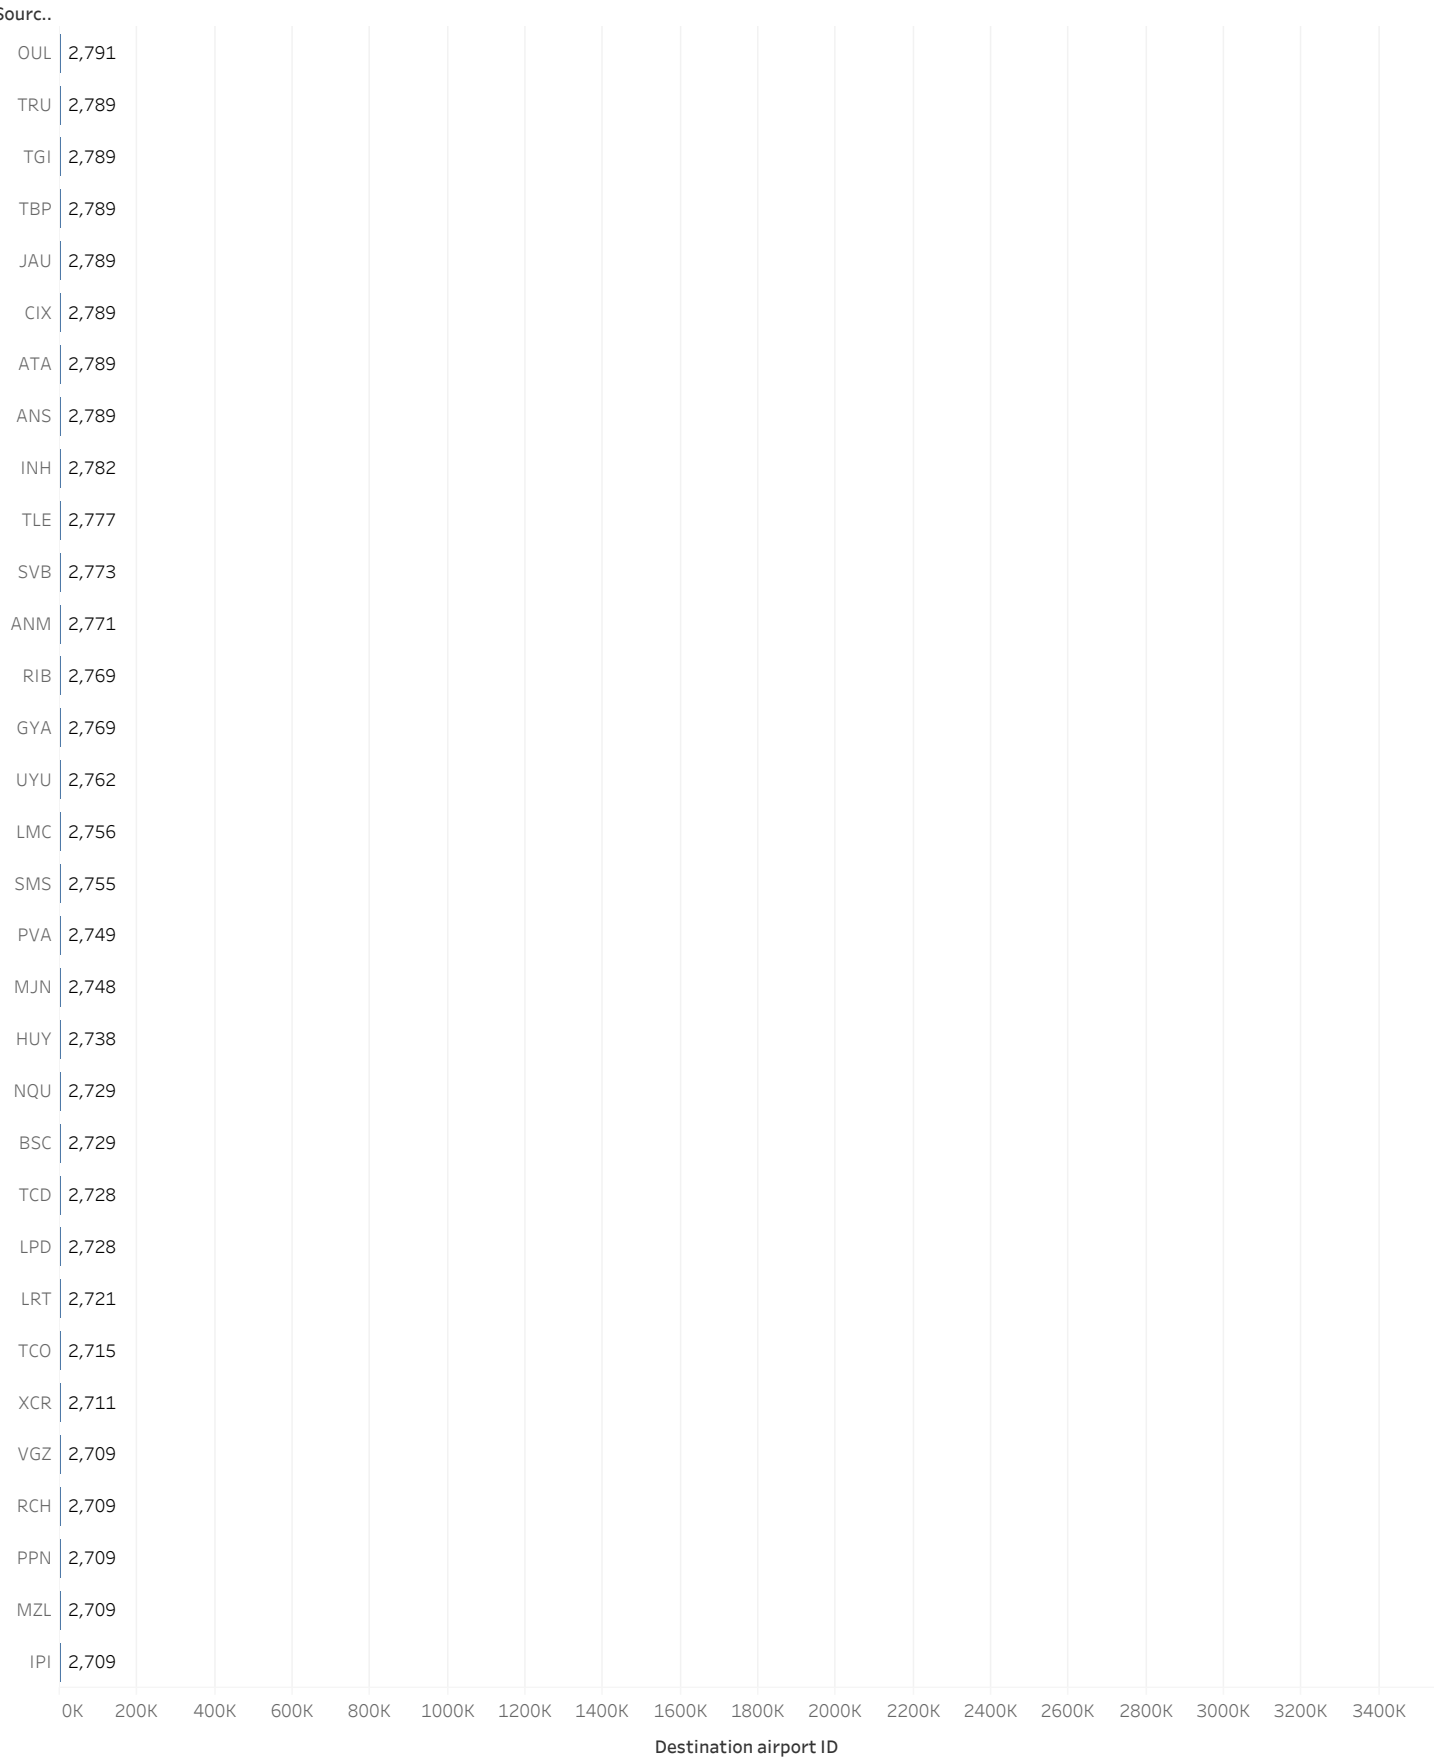 Sourc..
OUL 2,791
TRU 2,789
TGI 2,789
TBP 2,789
JAU 2,789
CIX 2,789
ATA 2,789
ANS 2,789
INH 2,782
TLE 2,777
SVB 2,773
ANM 2,771
RIB 2,769
GYA 2,769
UYU 2,762
LMC 2,756
SMS 2,755
PVA 2,749
MJN 2,748
HUY 2,738
NQU 2,729
BSC 2,729
TCD 2,728
LPD 2,728
LRT 2,721
TCO 2,715
XCR 2,711
VGZ 2,709
RCH 2,709
PPN 2,709
MZL 2,709
IPI 2,709
0K 200K 400K 600K 800K 1000K 1200K 1400K 1600K 1800K 2000K 2200K 2400K 2600K 2800K 3000K 3200K 3400K
Destination airport ID